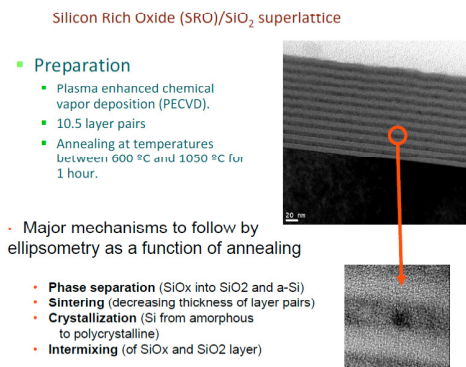 Silicon Rich Oxide (SRO)/SiO₂ superlattice
Preparation
Plasma enhanced chemical
vapor deposition (PECVD).
10.5 layer pairs
Annealing at temperatures
between 600 ºC and 1050 ºC for
1 hour.
20 nm
Major mechanisms to follow by
ellipsometry as a function of annealing
Phase separation (SiOx into SiO2 and a-Si)
Sintering (decreasing thickness of layer pairs)
Crystallization (Si from amorphous
to polycrystalline)
Intermixing (of SiOx and SiO2 layer)